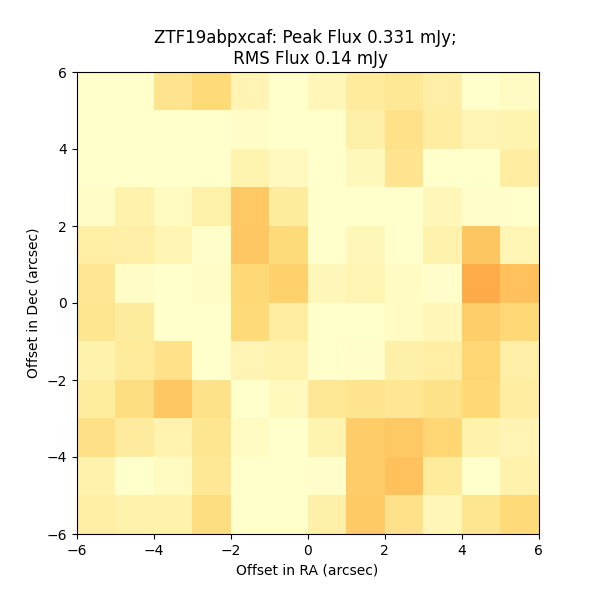 ZTF19abpxcaf: Peak Flux 0.331 mJy;
RMS Flux 0.14 mJy
6
4
2
0
−2
−4
−6
Offset in Dec (arcsec)
−6 −4 −2 0 2 4 6
Offset in RA (arcsec)